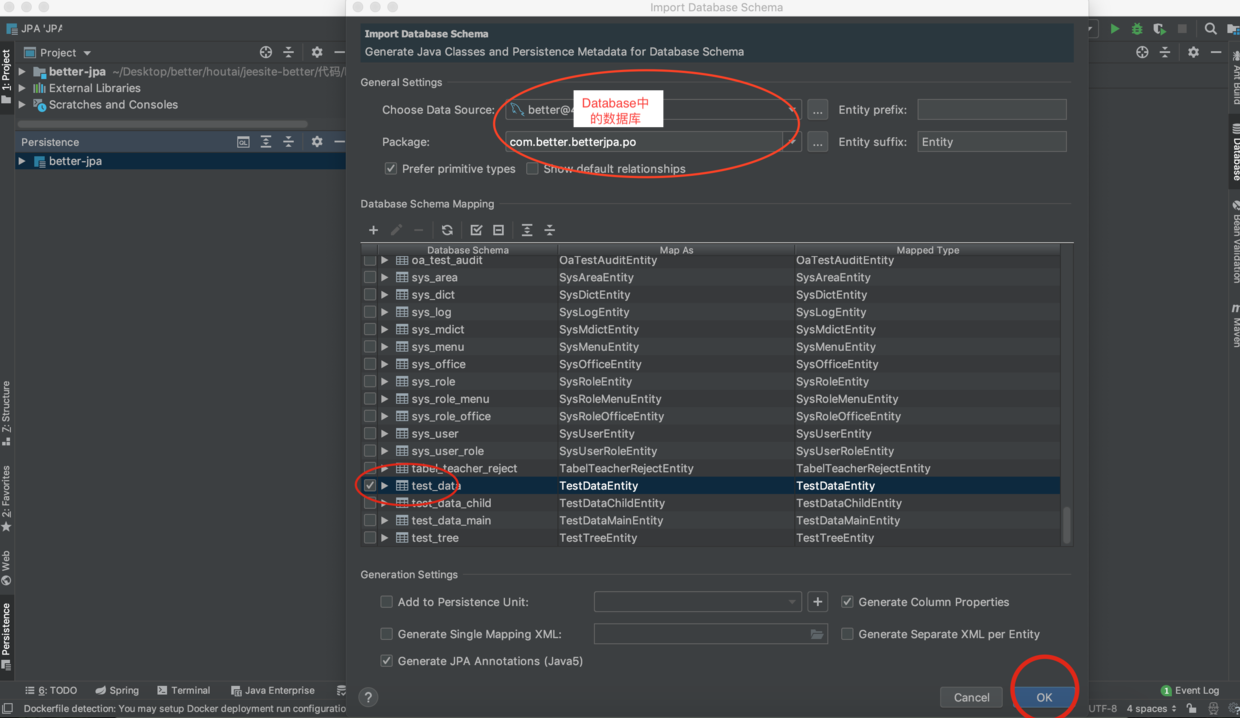 Import Database Schema
JPA 'JPA
Import Database Schema
Generate Java Classes and Persistence Metadata for Database Schema
1: Project
Project
better-jpa ~/Desktop/better/houtai/jeesite-better/代码/
External Libraries
Scratches and Consoles
Persistence
better-jpa
General Settings
Choose Data Source:
better@
Database中
的数据库
...
Entity prefix:
Package:
com.better.betterjpa.po
...
Entity suffix:
Entity
Prefer primitive types
Show default relationships
Database Schema Mapping
Database Schema Map As Mapped Type
oa_test_audit OaTestAuditEntity OaTestAuditEntity
sys_area SysAreaEntity SysAreaEntity
sys_dict SysDictEntity SysDictEntity
sys_log SysLogEntity SysLogEntity
sys_mdict SysMdictEntity SysMdictEntity
sys_menu SysMenuEntity SysMenuEntity
sys_office SysOfficeEntity SysOfficeEntity
sys_role SysRoleEntity SysRoleEntity
sys_role_menu SysRoleMenuEntity SysRoleMenuEntity
sys_role_office SysRoleOfficeEntity SysRoleOfficeEntity
sys_user SysUserEntity SysUserEntity
sys_user_role SysUserRoleEntity SysUserRoleEntity
tabel_teacher_reject TabelTeacherRejectEntity TabelTeacherRejectEntity
test_data TestDataEntity TestDataEntity
test_data_child TestDataChildEntity TestDataChildEntity
test_data_main TestDataMainEntity TestDataMainEntity
test_tree TestTreeEntity TestTreeEntity
Generation Settings
Add to Persistence Unit:
Generate Column Properties
Generate Single Mapping XML:
Generate Separate XML per Entity
Generate JPA Annotations (Java5)
?
Cancel
OK
Ant Build
Database
Bean Validation
Maven
7: Structure
2: Favorites
Web
Persistence
6: TODO Spring Terminal Java Enterprise
1 Event Log
Dockerfile detection: You may setup Docker deployment run configuratio
UTF-8 4 spaces